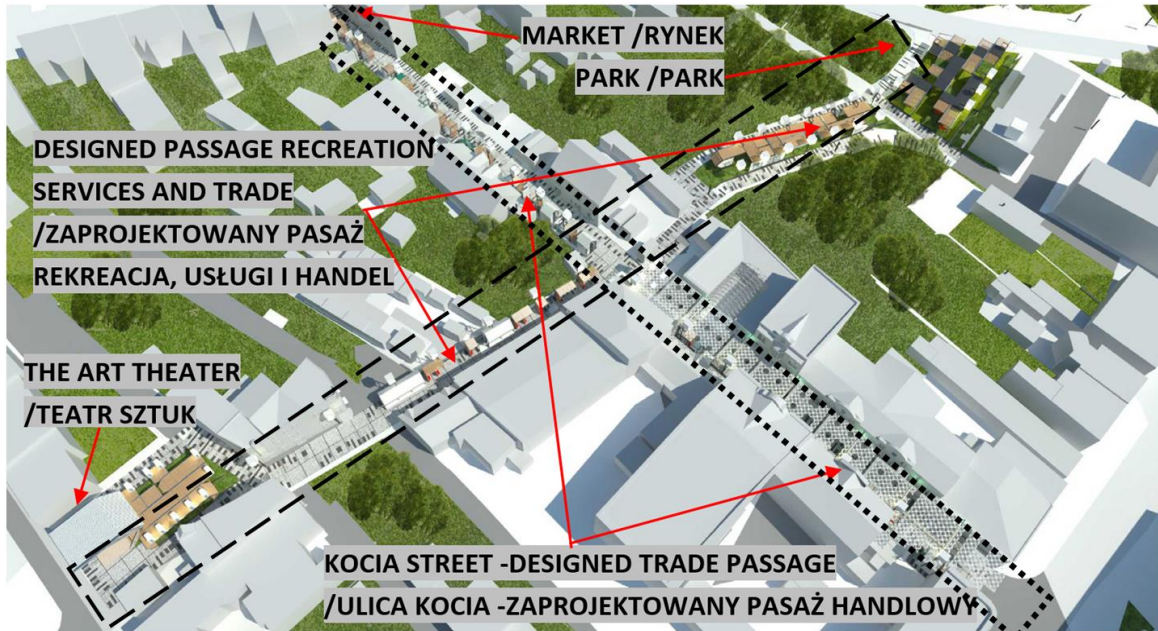 MARKET /RYNEK
PARK /PARK
DESIGNED PASSAGE RECREATION
SERVICES AND TRADE
/ZAPROJEKTOWANY PASAŻ
REKREACJA, USŁUGI I HANDEL
THE ART THEATER
/TEATR SZTUK
KOCIA STREET -DESIGNED TRADE PASSAGE
/ULICA KOCIA -ZAPROJEKTOWANY PASAŻ HANDLOWY